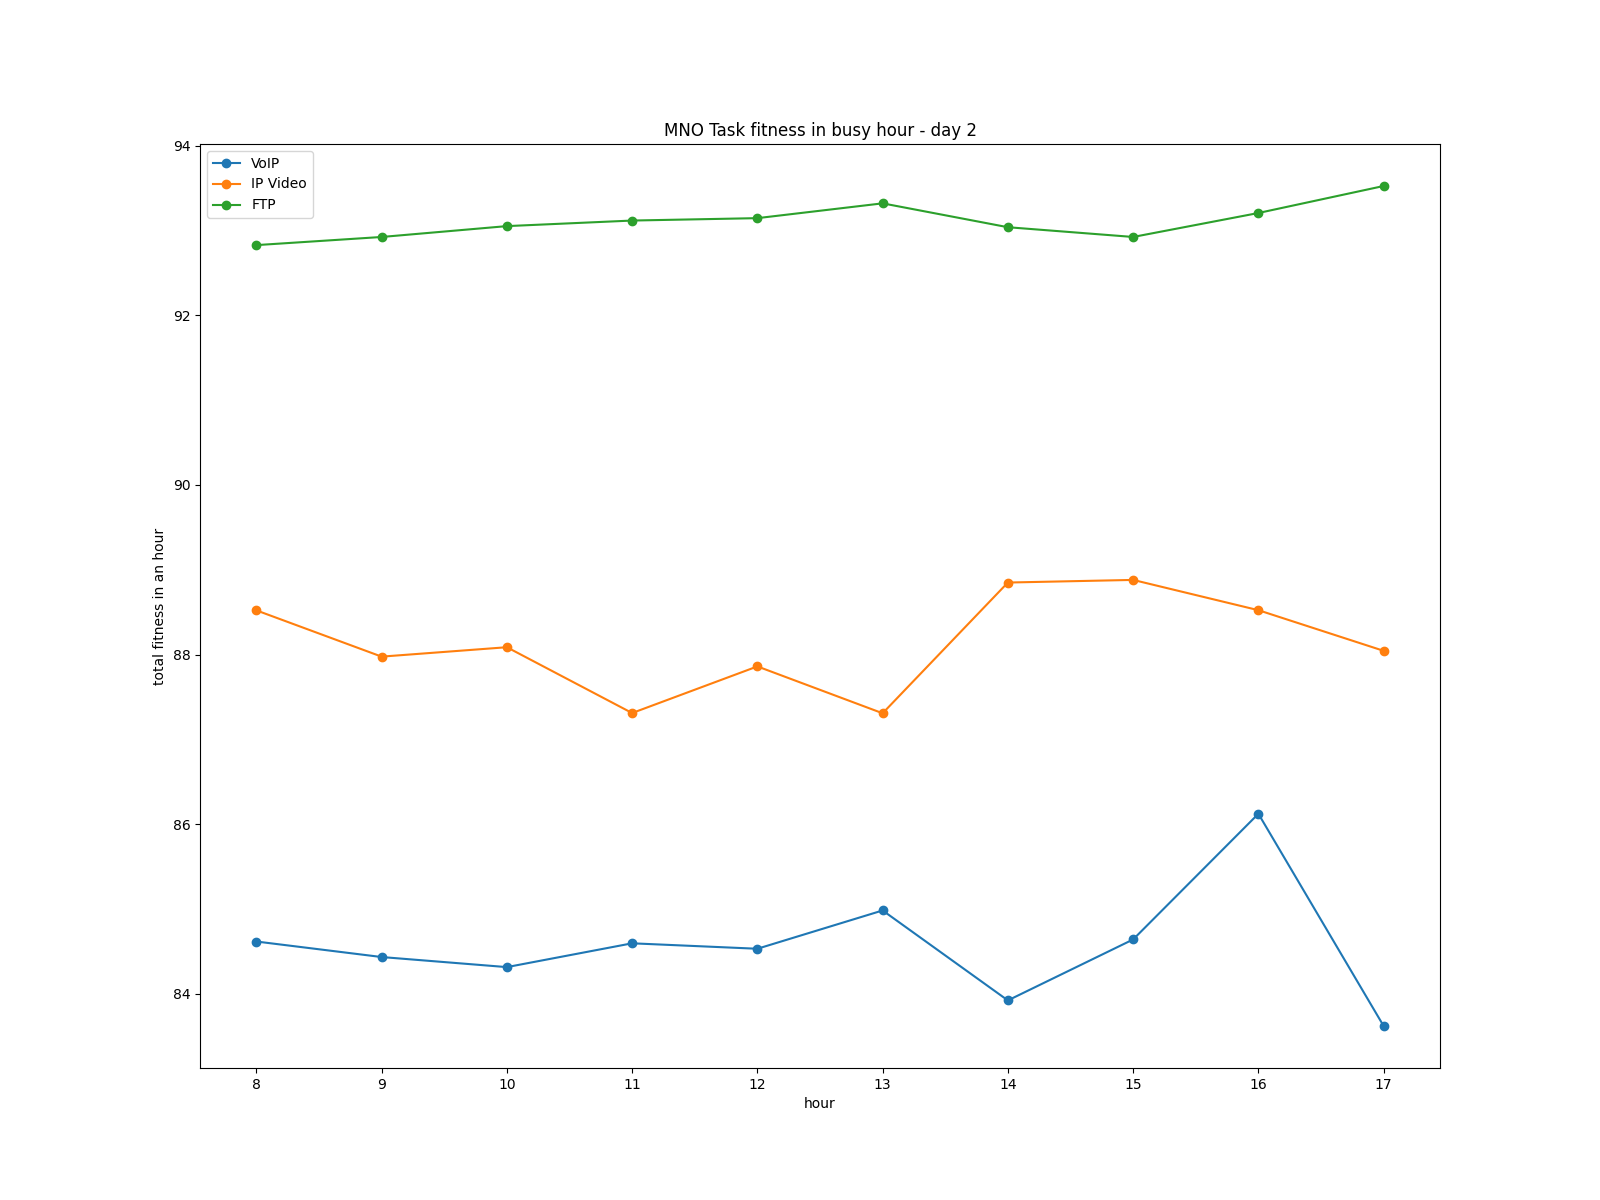 MNO Task fitness in busy hour - day 2
VoIP
IP Video
FTP
94
92
90
88
86
84
total fitness in an hour
8 9 10 11 12 13 14 15 16 17
hour